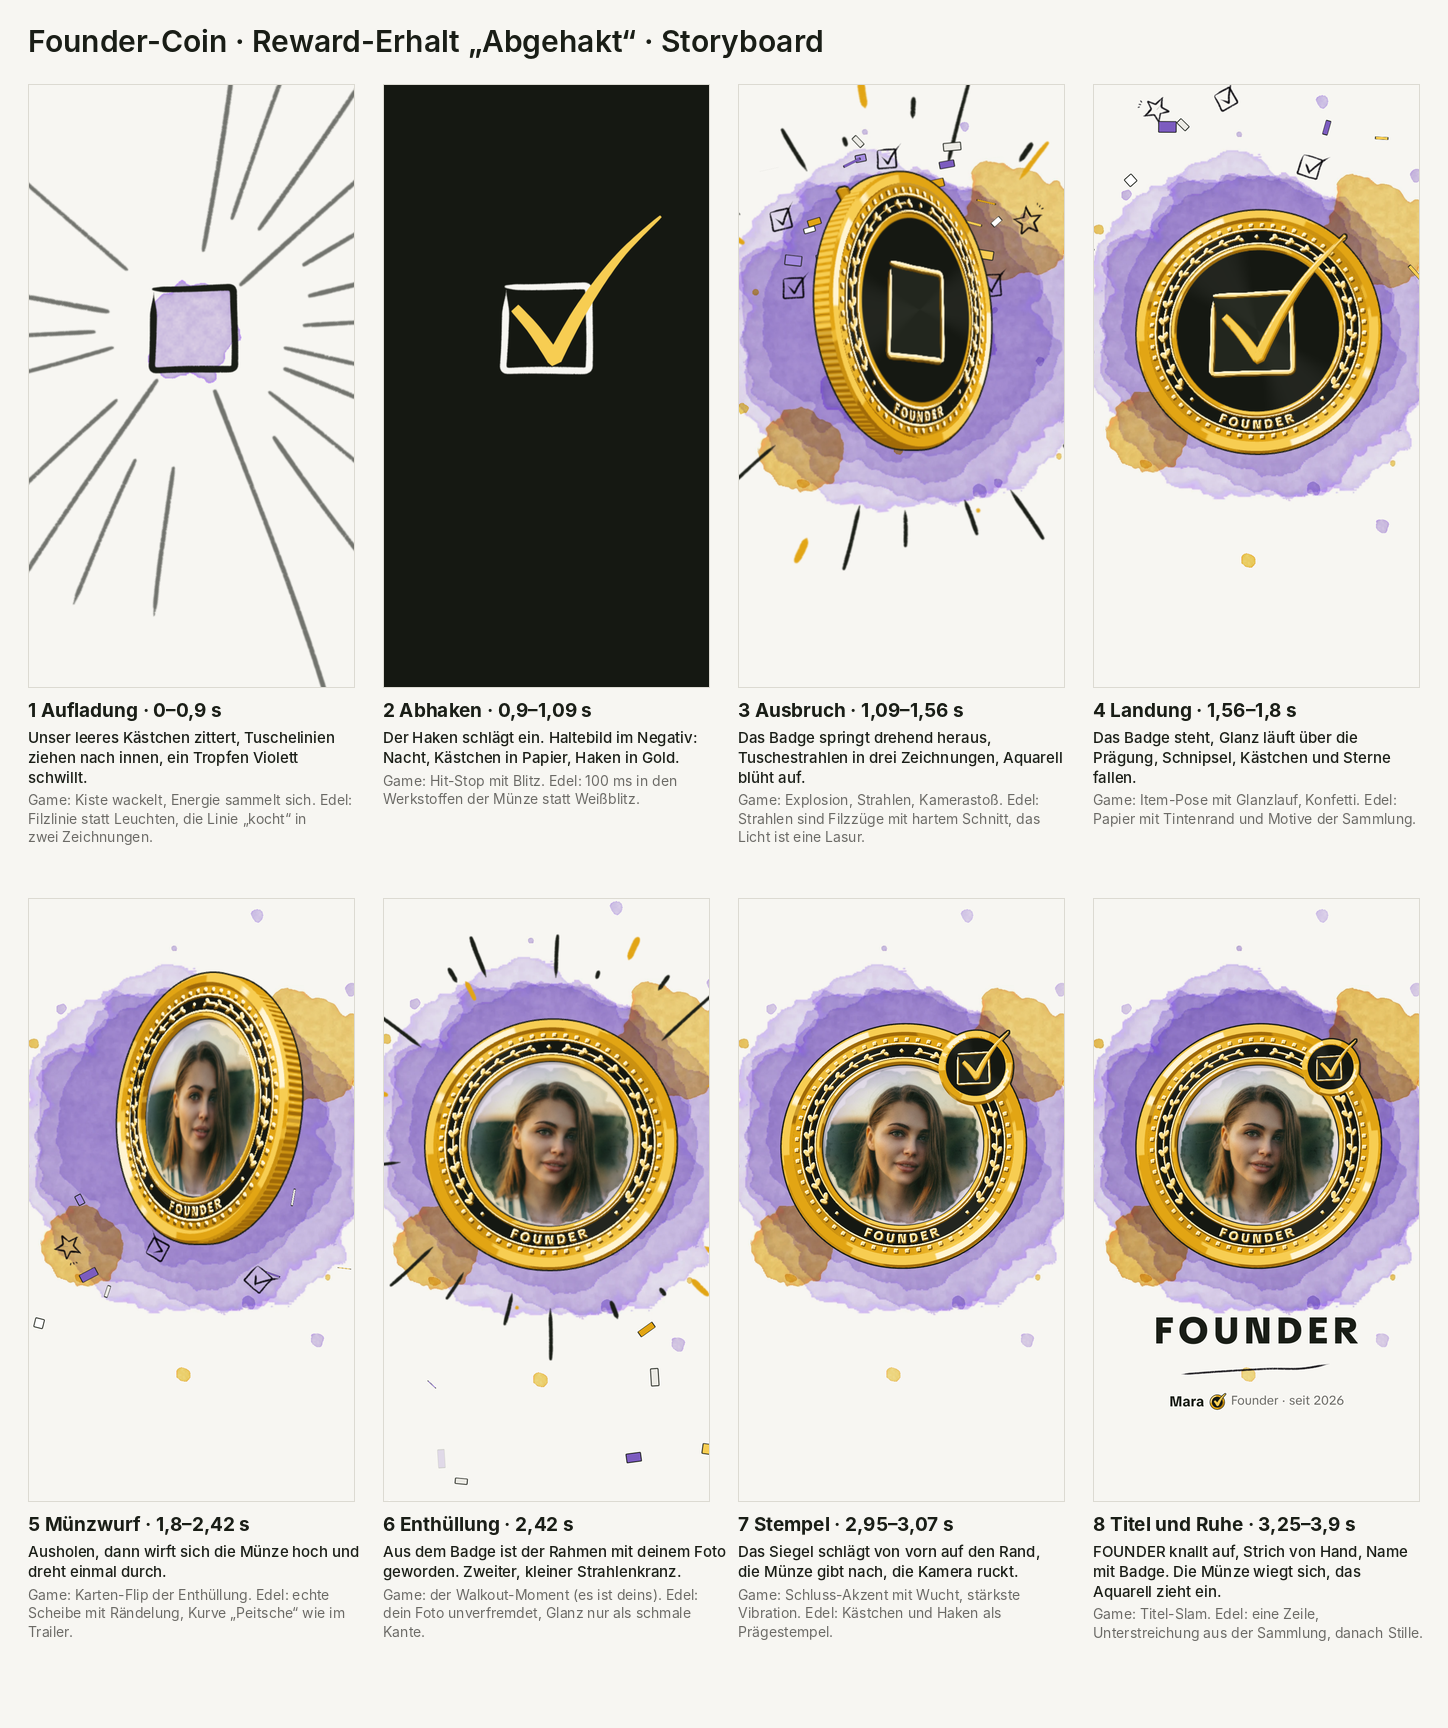 Founder-Coin · Reward-Erhalt „Abgehakt“ · Storyboard
FOUNDER
FOUNDER
1 Aufladung · 0–0,9 s
Unser leeres Kästchen zittert, Tuschelinien
ziehen nach innen, ein Tropfen Violett
schwillt.
Game: Kiste wackelt, Energie sammelt sich. Edel:
Filzlinie statt Leuchten, die Linie „kocht“ in
zwei Zeichnungen.
2 Abhaken · 0,9–1,09 s
Der Haken schlägt ein. Haltebild im Negativ:
Nacht, Kästchen in Papier, Haken in Gold.
Game: Hit-Stop mit Blitz. Edel: 100 ms in den
Werkstoffen der Münze statt Weißblitz.
3 Ausbruch · 1,09–1,56 s
Das Badge springt drehend heraus,
Tuschestrahlen in drei Zeichnungen, Aquarell
blüht auf.
Game: Explosion, Strahlen, Kamerastoß. Edel:
Strahlen sind Filzzüge mit hartem Schnitt, das
Licht ist eine Lasur.
4 Landung · 1,56–1,8 s
Das Badge steht, Glanz läuft über die
Prägung, Schnipsel, Kästchen und Sterne
fallen.
Game: Item-Pose mit Glanzlauf, Konfetti. Edel:
Papier mit Tintenrand und Motive der Sammlung.
FOUNDER
FOUNDER
FOUNDER
FOUNDER
FOUNDER
Mara Founder · seit 2026
5 Münzwurf · 1,8–2,42 s
Ausholen, dann wirft sich die Münze hoch und
dreht einmal durch.
Game: Karten-Flip der Enthüllung. Edel: echte
Scheibe mit Rändelung, Kurve „Peitsche“ wie im
Trailer.
6 Enthüllung · 2,42 s
Aus dem Badge ist der Rahmen mit deinem Foto
geworden. Zweiter, kleiner Strahlenkranz.
Game: der Walkout-Moment (es ist deins). Edel:
dein Foto unverfremdet, Glanz nur als schmale
Kante.
7 Stempel · 2,95–3,07 s
Das Siegel schlägt von vorn auf den Rand,
die Münze gibt nach, die Kamera ruckt.
Game: Schluss-Akzent mit Wucht, stärkste
Vibration. Edel: Kästchen und Haken als
Prägestempel.
8 Titel und Ruhe · 3,25–3,9 s
FOUNDER knallt auf, Strich von Hand, Name
mit Badge. Die Münze wiegt sich, das
Aquarell zieht ein.
Game: Titel-Slam. Edel: eine Zeile,
Unterstreichung aus der Sammlung, danach Stille.